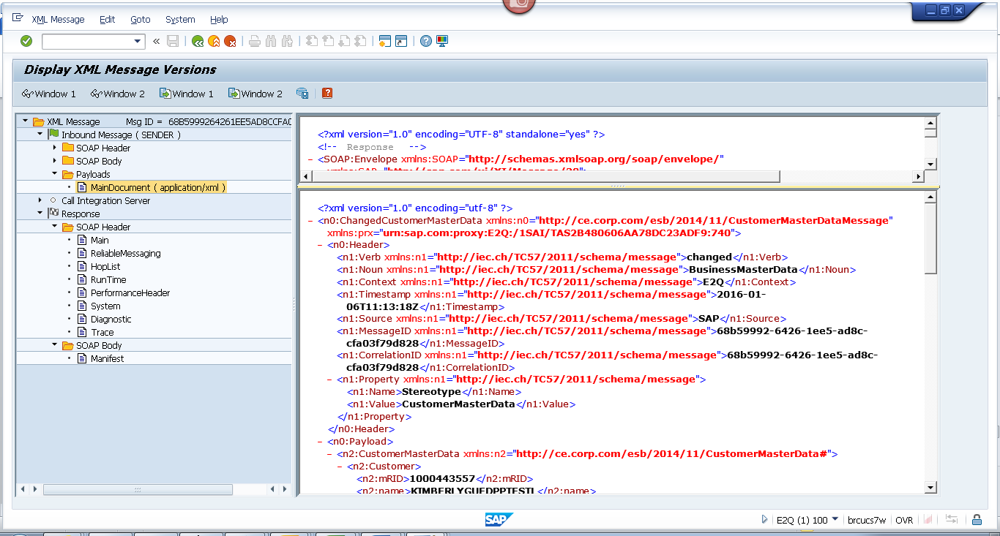 XML Message Edit Goto System Help
Display XML Message Versions
Window 1 Window 2 Window 1 Window 2
XML Message Msg ID = 68B5999264261EE5AD8CCFA0
Inbound Message ( SENDER )
SOAP Header
SOAP Body
Payloads
MainDocument ( application/xml )
Call Integration Server
Response
SOAP Header
Main
ReliableMessaging
HopList
RunTime
PerformanceHeader
System
Diagnostic
Trace
SOAP Body
Manifest
<?xml version="1.0" encoding="UTF-8" standalone="yes" ?>
<!-- Response -->
- <SOAP:Envelope xmlns:SOAP="http://schemas.xmlsoap.org/soap/envelope/"
<?xml version="1.0" encoding="utf-8" ?>
- <n0:ChangedCustomerMasterData xmlns:n0="http://ce.corp.com/esb/2014/11/CustomerMasterDataMessage"
xmlns:prx="urn:sap.com:proxy:E2Q:/1SAI/TAS2B480606AA78DC23ADF9:740">
- <n0:Header>
<n1:Verb xmlns:n1="http://iec.ch/TC57/2011/schema/message">changed</n1:Verb>
<n1:Noun xmlns:n1="http://iec.ch/TC57/2011/schema/message">BusinessMasterData</n1:Noun>
<n1:Context xmlns:n1="http://iec.ch/TC57/2011/schema/message">E2Q</n1:Context>
<n1:Timestamp xmlns:n1="http://iec.ch/TC57/2011/schema/message">2016-01-
06T11:13:18Z</n1:Timestamp>
<n1:Source xmlns:n1="http://iec.ch/TC57/2011/schema/message">SAP</n1:Source>
<n1:MessageID xmlns:n1="http://iec.ch/TC57/2011/schema/message">68b59992-6426-1ee5-ad8c-
cfa03f79d828</n1:MessageID>
<n1:CorrelationID xmlns:n1="http://iec.ch/TC57/2011/schema/message">68b59992-6426-1ee5-ad8c-
cfa03f79d828</n1:CorrelationID>
- <n1:Property xmlns:n1="http://iec.ch/TC57/2011/schema/message">
<n1:Name>Stereotype</n1:Name>
<n1:Value>CustomerMasterData</n1:Value>
</n1:Property>
</n0:Header>
- <n0:Payload>
- <n2:CustomerMasterData xmlns:n2="http://ce.corp.com/esb/2014/11/CustomerMasterData#">
- <n2:Customer>
<n2:mRID>1000443557</n2:mRID>
<n2:name>KIMBERLYGUEDPPTESTL</n2:name>
SAP
E2Q (1) 100 brcucs7w OVR